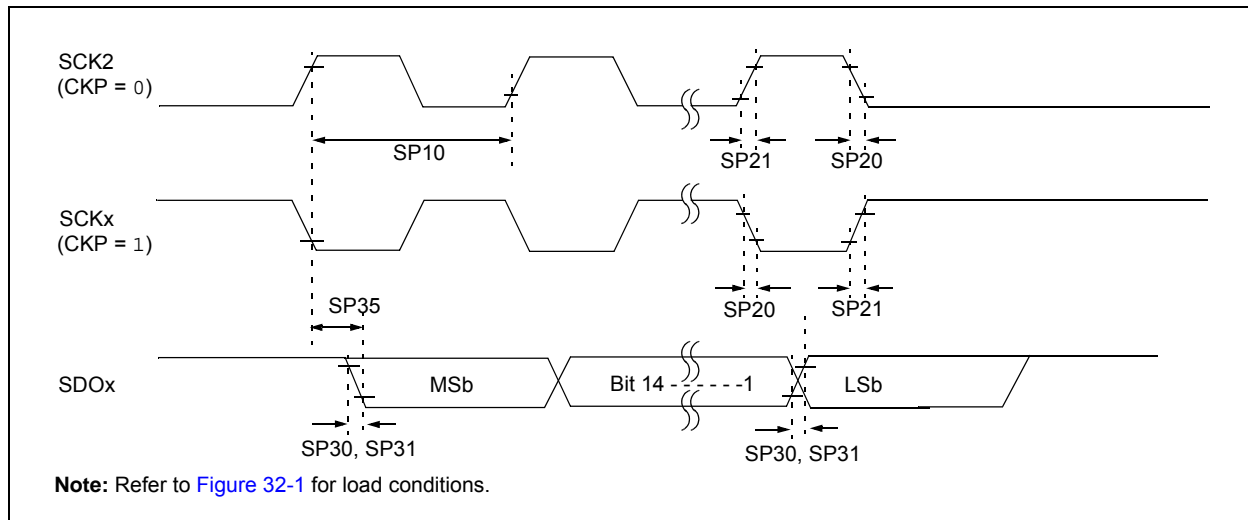 SCK2
(CKP = 0)
SP10
SP21
SP20
SCKx
(CKP = 1)
SP35
SP20
SP21
SDOx
MSb
Bit 14 - - - - - -1
LSb
SP30, SP31
SP30, SP31
Note: Refer to Figure 32-1 for load conditions.